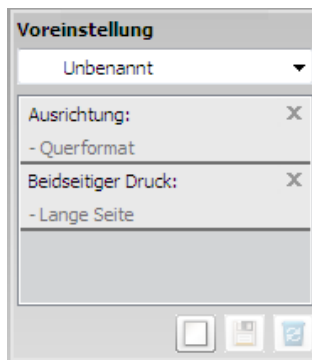 Voreinstellung
Unbenannt
Ausrichtung:
- Querformat
Beidseitiger Druck:
- Lange Seite